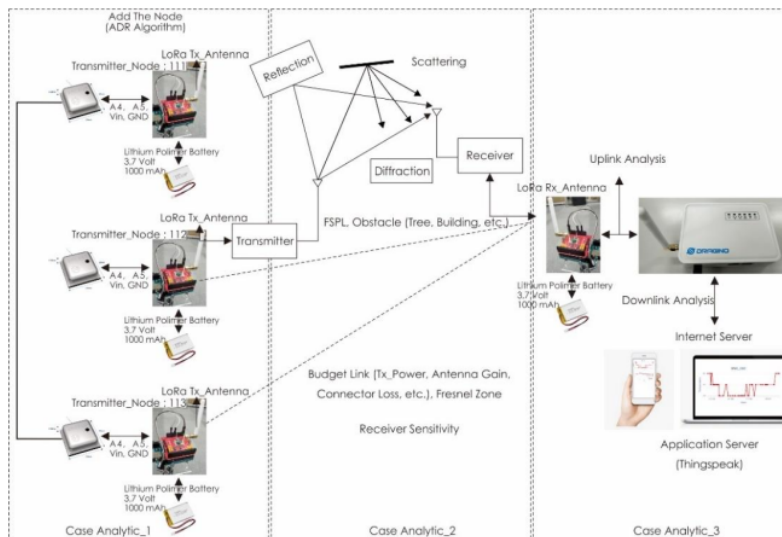 Add The Node
(ADR Algorithm)
LoRa Tx_Antenna
Transmitter_Node ; 111
A4, A5,
Vin, GND
Lithium Polimer Battery
3.7 Volt
1000 mAh
LoRa Tx_Antenna
Transmitter_Node ; 112
A4, A5,
Vin, GND
Lithium Polimer Battery
3.7 Volt
1000 mAh
LoRa Tx_Antenna
Transmitter_Node ; 113
A4, A5,
Vin, GND
Lithium Polimer Battery
3.7 Volt
1000 mAh
Case Analytic_1
Reflection
Scattering
Diffraction
Receiver
Transmitter
FSPL, Obstacle (Tree, Building, etc.)
Budget Link (Tx_Power, Antenna Gain,
Connector Loss, etc.), Fresnel Zone
Receiver Sensitivity
Case Analytic_2
Uplink Analysis
LoRa Rx_Antenna
DRAGINO
Lithium Polimer Battery
3.7 Volt
1000 mAh
Downlink Analysis
Internet Server
Application Server
(Thingspeak)
Case Analytic_3